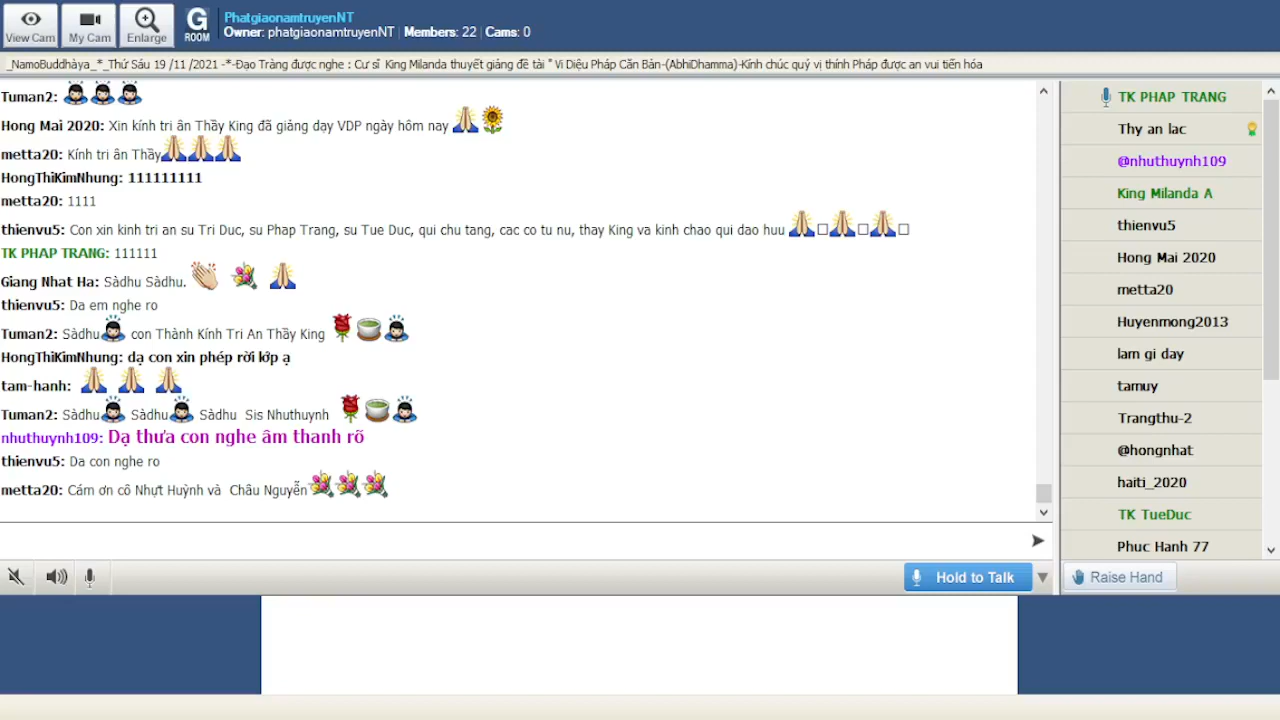 View Cam
My Cam
Enlarge
G
ROOM
PhatgiaonamtruyenNT
Owner: phatgiaonamtruyenNT | Members: 22 | Cams: 0
_NamoBuddhàya_*_Thứ Sáu 19 /11 /2021 -*-Đạo Tràng được nghe : Cư sĩ King Milanda thuyết giảng đề tài " Vi Diệu Pháp Căn Bản-(AbhiDhamma)-Kính chúc quý vị thính Pháp được an vui tiến hóa
Tuman2:
Hong Mai 2020: Xin kính tri ân Thầy King đã giảng dạy VDP ngày hôm nay
metta20: Kính tri ân Thầy
HongThiKimNhung: 111111111
metta20: 1111
thienvu5: Con xin kinh tri an su Tri Duc, su Phap Trang, su Tue Duc, qui chu tang, cac co tu nu, thay King va kinh chao qui dao huu
TK PHAP TRANG: 111111
Giang Nhat Ha: Sàdhu Sàdhu.
thienvu5: Da em nghe ro
Tuman2: Sàdhu con Thành Kính Tri An Thầy King
HongThiKimNhung: dạ con xin phép rời lớp ạ
tam-hanh:
Tuman2: Sàdhu Sàdhu Sàdhu Sis Nhuthuynh
nhuthuynh109: Dạ thưa con nghe âm thanh rõ
thienvu5: Da con nghe ro
metta20: Cám ơn cô Nhựt Huỳnh và Châu Nguyễn
TK PHAP TRANG
Thy an lac
@nhuthuynh109
King Milanda A
thienvu5
Hong Mai 2020
metta20
Huyenmong2013
lam gi day
tamuy
Trangthu-2
@hongnhat
haiti_2020
TK TueDuc
Phuc Hanh 77
Hold to Talk
Raise Hand